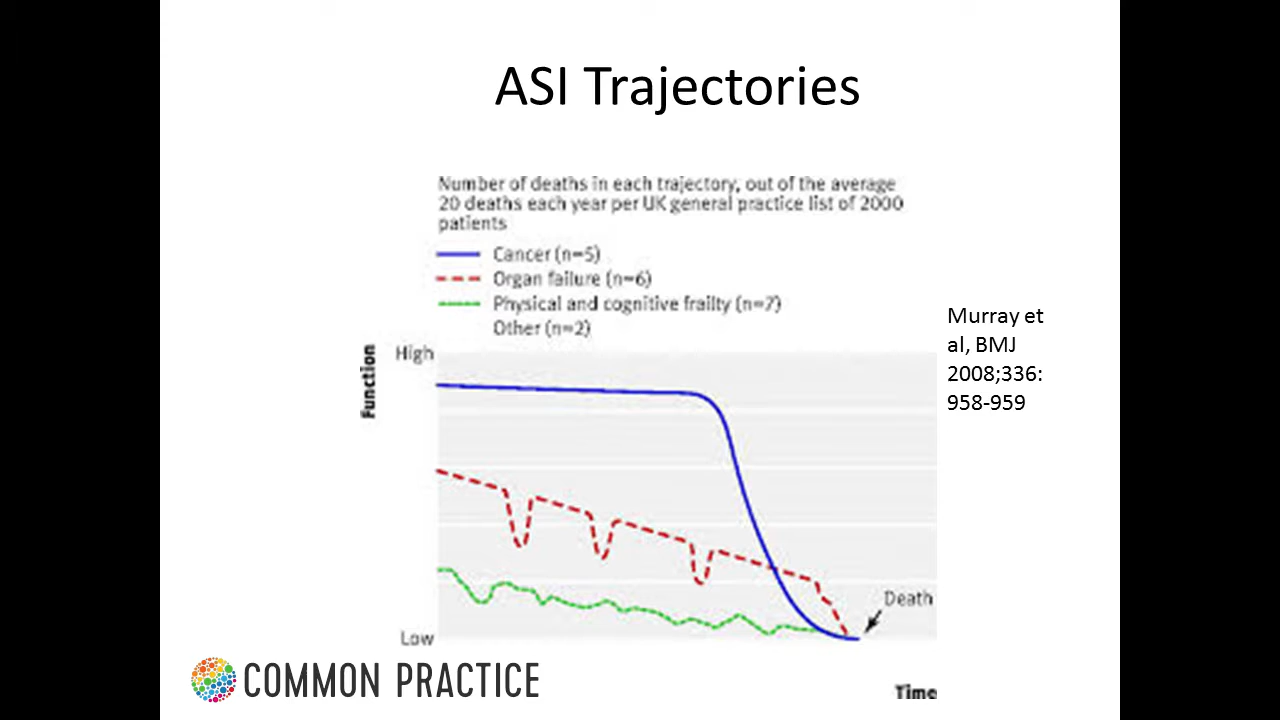 ASI Trajectories
Number of deaths in each trajectory, out of the average
20 deaths each year per UK general practice list of 2000
patients
Cancer (n=5)
Organ failure (n=6)
Physical and cognitive frailty (n=7)
Other (n=2)
Murray et
al, BMJ
2008;336:
958-959
High
Function
Death
Low
COMMON PRACTICE
Time